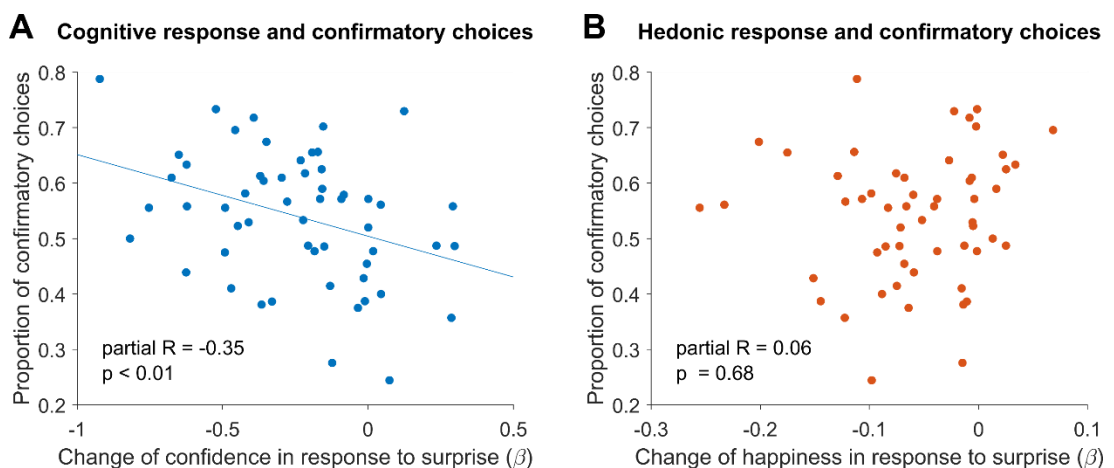 A Cognitive response and confirmatory choices
Proportion of confirmatory choices
0.8
0.7
0.6
0.5
0.4
0.3
0.2
partial R = -0.35
p < 0.01
-1 -0.5 0 0.5
Change of confidence in response to surprise (β)
B Hedonic response and confirmatory choices
Proportion of confirmatory choices
0.8
0.7
0.6
0.5
0.4
0.3
0.2
partial R = 0.06
p = 0.68
-0.3 -0.2 -0.1 0 0.1
Change of happiness in response to surprise (β)